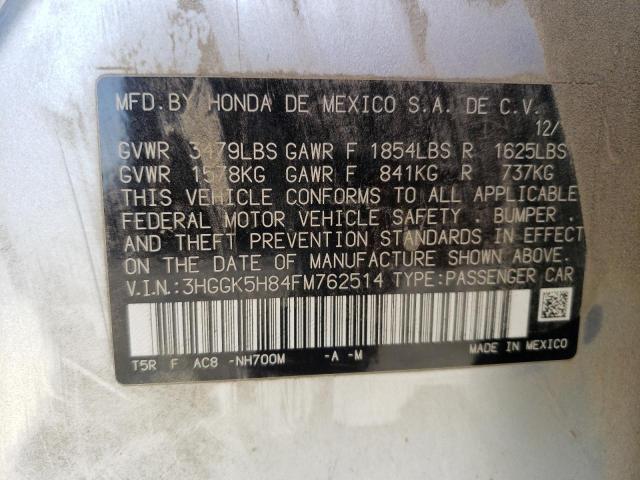 MFD. BY HONDA DE MEXICO S.A. DE C.V.
12/
GVWR 3479LBS GAWR F 1854LBS R 1625LBS
GVWR 1578KG GAWR F 841KG R 737KG
THIS VEHICLE CONFORMS TO ALL APPLICABLE
FEDERAL MOTOR VEHICLE SAFETY . BUMPER .
AND THEFT PREVENTION STANDARDS IN EFFECT
ON THE DATE OF MANUFACTURE SHOWN ABOVE.
V.I.N.:3HGGK5H84FM762514 TYPE:PASSENGER CAR
T5R F AC8 -NH700M -A -M MADE IN MEXICO